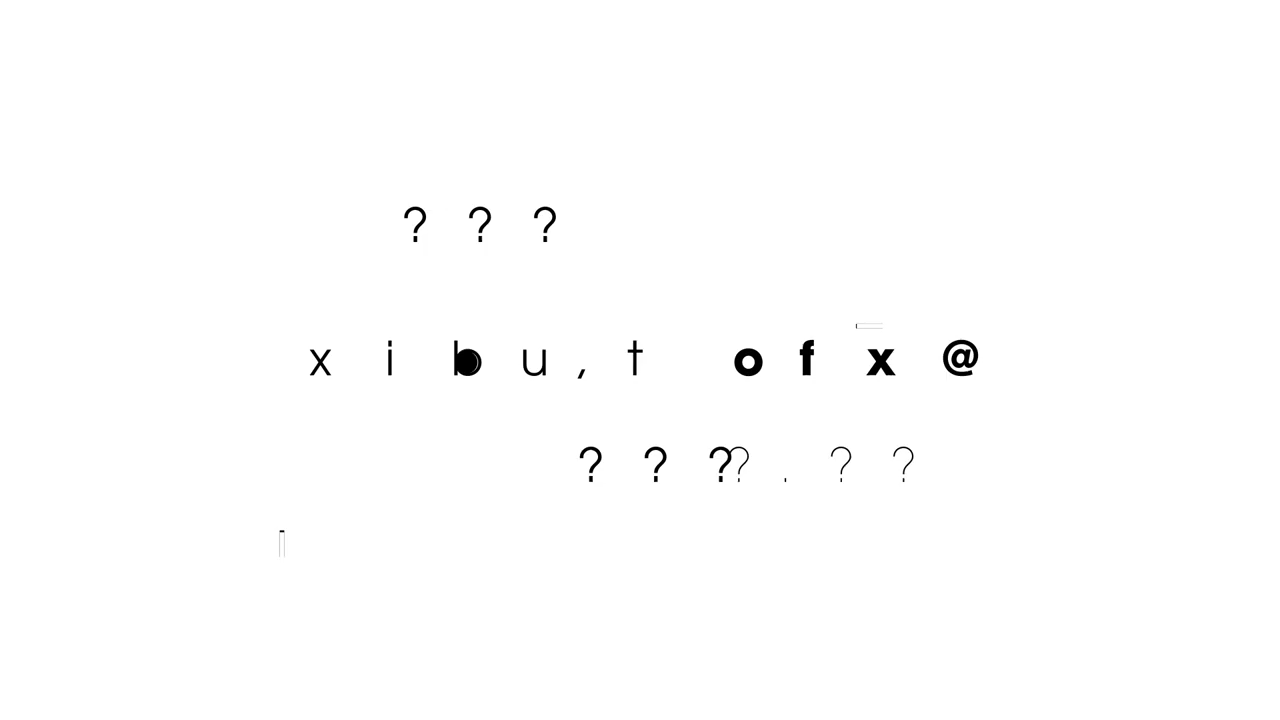 ? ? ?
x i b u , t o f x @
? ? ? ? . ? ?